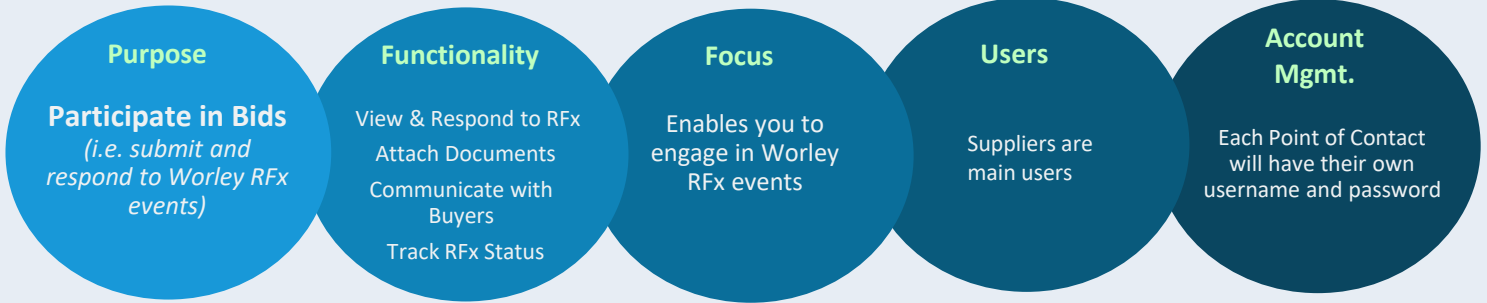 Purpose
Participate in Bids
(i.e. submit and
respond to Worley RFx
events)
Functionality
View & Respond to RFx
Attach Documents
Communicate with
Buyers
Track RFx Status
Focus
Enables you to
engage in Worley
RFx events
Users
Suppliers are
main users
Account
Mgmt.
Each Point of Contact
will have their own
username and password